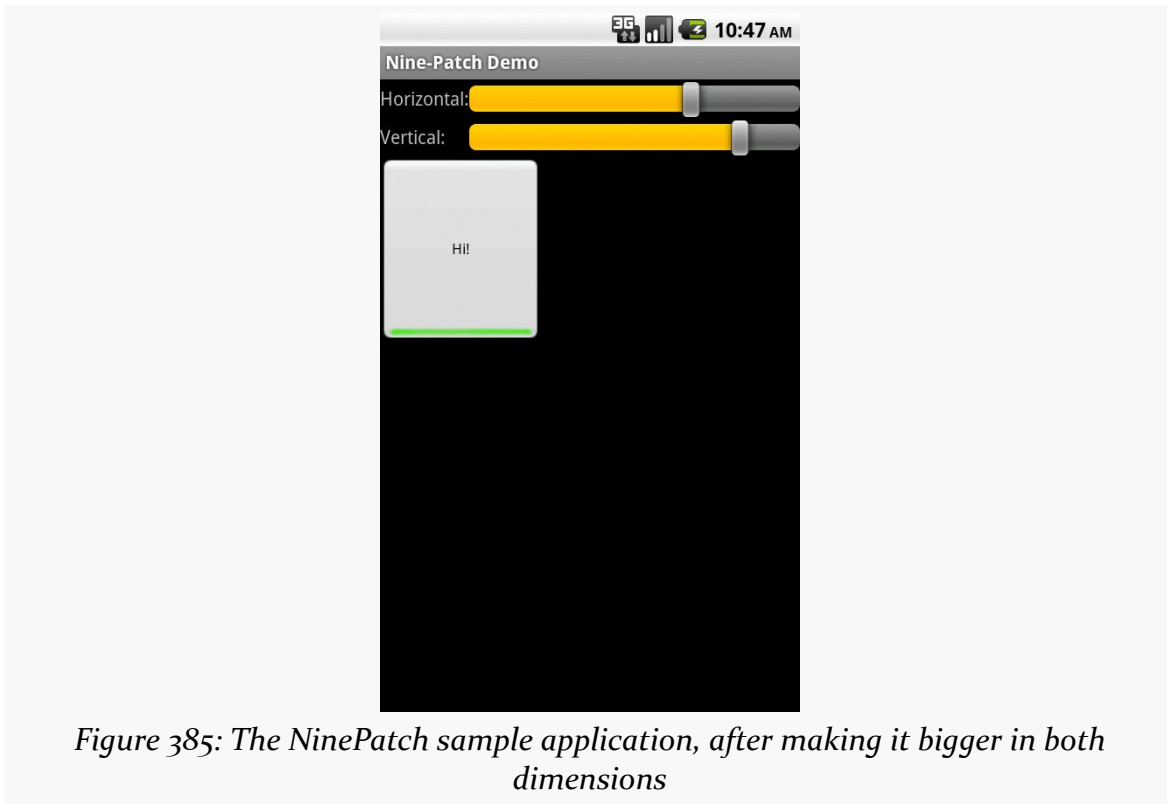 3G 10:47 AM
Nine-Patch Demo
Horizontal:
Vertical:
Hi!
Figure 385: The NinePatch sample application, after making it bigger in both
dimensions